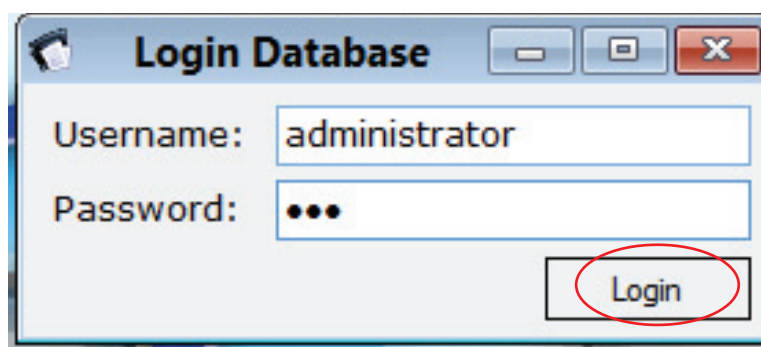 Login Database
Username: administrator
Password: •••
Login